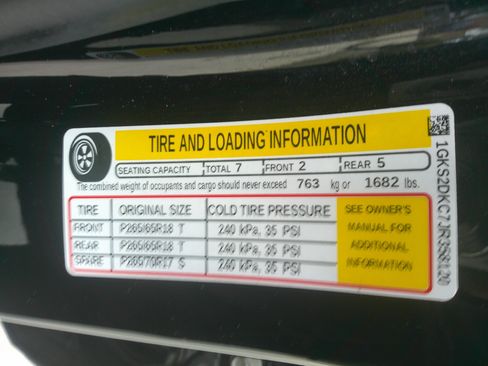 TIRE AND LOADING INFORMATION
SEATING CAPACITY TOTAL 7 FRONT 2 REAR 5
The combined weight of occupants and cargo should never exceed 763 kg or 1682 lbs.
TIRE ORIGINAL SIZE COLD TIRE PRESSURE SEE OWNER'S
FRONT P265/65R18 T 240 kPa, 35 PSI MANUAL FOR
REAR P265/65R18 T 240 kPa, 35 PSI ADDITIONAL
SPARE P265/70R17 S 240 kPa, 35 PSI INFORMATION
1GKS2DKC7JR358120